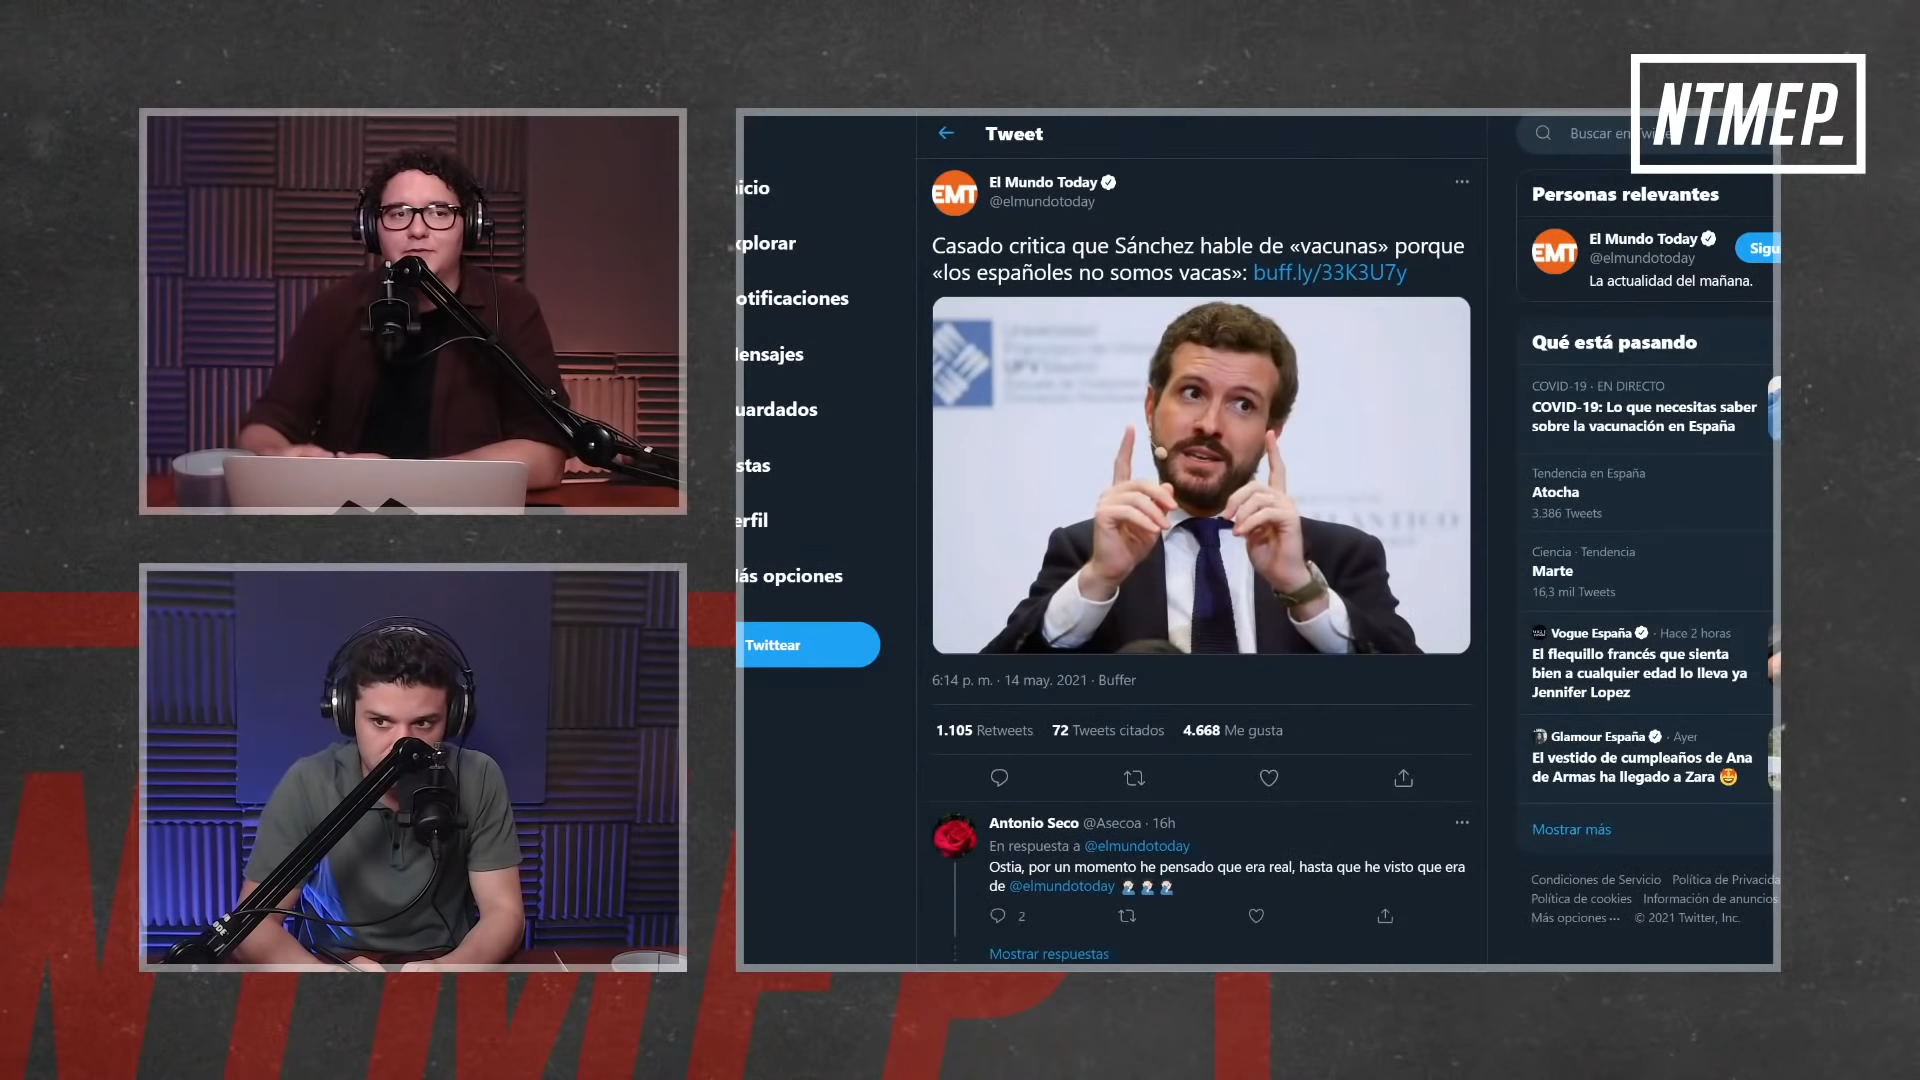 NTMEP_
Tweet
Buscar en Twi
El Mundo Today
@elmundotoday
Casado critica que Sánchez hable de «vacunas» porque
«los españoles no somos vacas»: buff.ly/33K3U7y
6:14 p. m. · 14 may. 2021 · Buffer
1.105 Retweets 72 Tweets citados 4.668 Me gusta
Antonio Seco @Asecoa · 16h
En respuesta a @elmundotoday
Ostia, por un momento he pensado que era real, hasta que he visto que era
de @elmundotoday 🤦🏻‍♂️🤦🏻‍♂️🤦🏻‍♂️
2
Mostrar respuestas
icio
xplorar
otificaciones
lensajes
uardados
stas
erfil
lás opciones
Twittear
Personas relevantes
EMT
El Mundo Today
@elmundotoday
Sigu
La actualidad del mañana.
Qué está pasando
COVID-19 · EN DIRECTO
COVID-19: Lo que necesitas saber
sobre la vacunación en España
Tendencia en España
Atocha
3.386 Tweets
Ciencia · Tendencia
Marte
16,3 mil Tweets
Vogue España · Hace 2 horas
El flequillo francés que sienta
bien a cualquier edad lo lleva ya
Jennifer Lopez
Glamour España · Ayer
El vestido de cumpleaños de Ana
de Armas ha llegado a Zara 🤩
Mostrar más
Condiciones de Servicio Política de Privacida
Política de cookies Información de anuncios
Más opciones ··· © 2021 Twitter, Inc.
EMT